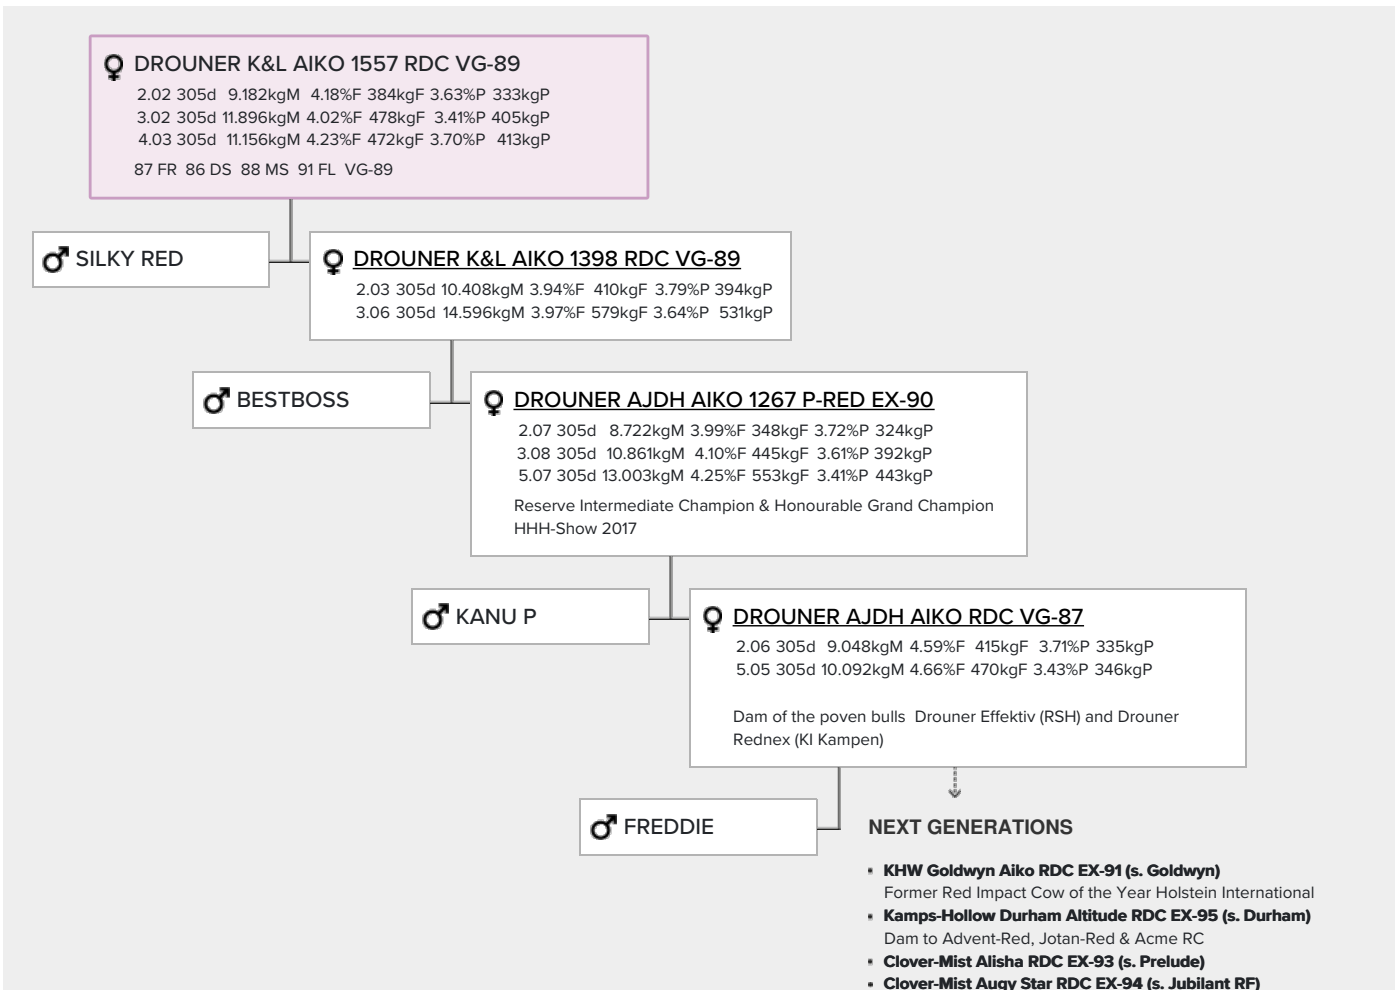 DROUNER K&L AIKO 1557 RDC VG-89
2.02 305d 9.182kgM 4.18%F 384kgF 3.63%P 333kgP
3.02 305d 11.896kgM 4.02%F 478kgF 3.41%P 405kgP
4.03 305d 11.156kgM 4.23%F 472kgF 3.70%P 413kgP
87 FR 86 DS 88 MS 91 FL VG-89
SILKY RED
DROUNER K&L AIKO 1398 RDC VG-89
2.03 305d 10.408kgM 3.94%F 410kgF 3.79%P 394kgP
3.06 305d 14.596kgM 3.97%F 579kgF 3.64%P 531kgP
BESTBOSS
DROUNER AJDH AIKO 1267 P-RED EX-90
2.07 305d 8.722kgM 3.99%F 348kgF 3.72%P 324kgP
3.08 305d 10.861kgM 4.10%F 445kgF 3.61%P 392kgP
5.07 305d 13.003kgM 4.25%F 553kgF 3.41%P 443kgP
Reserve Intermediate Champion & Honourable Grand Champion
HHH-Show 2017
KANU P
DROUNER AJDH AIKO RDC VG-87
2.06 305d 9.048kgM 4.59%F 415kgF 3.71%P 335kgP
5.05 305d 10.092kgM 4.66%F 470kgF 3.43%P 346kgP
Dam of the poven bulls Drouner Effektiv (RSH) and Drouner
Rednex (KI Kampen)
FREDDIE
NEXT GENERATIONS
▪ KHW Goldwyn Aiko RDC EX-91 (s. Goldwyn)
Former Red Impact Cow of the Year Holstein International
▪ Kamps-Hollow Durham Altitude RDC EX-95 (s. Durham)
Dam to Advent-Red, Jotan-Red & Acme RC
▪ Clover-Mist Alisha RDC EX-93 (s. Prelude)
▪ Clover-Mist Augy Star RDC EX-94 (s. Jubilant RF)